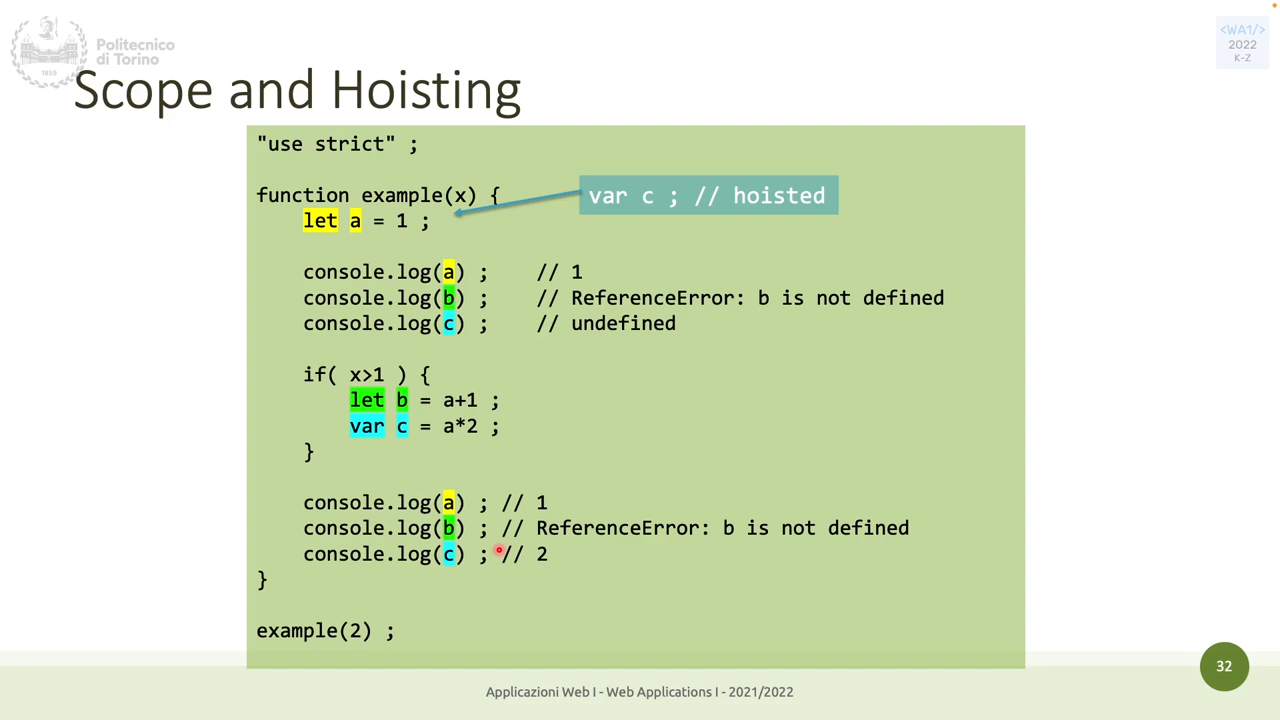 Politecnico
di Torino
1859
<WA1/>
2022
K-Z
Scope and Hoisting
"use strict" ;
function example(x) {
var c ; // hoisted
let a = 1 ;
console.log(a) ; // 1
console.log(b) ; // ReferenceError: b is not defined
console.log(c) ; // undefined
if( x>1 ) {
let b = a+1 ;
var c = a*2 ;
}
console.log(a) ; // 1
console.log(b) ; // ReferenceError: b is not defined
console.log(c) ; // 2
}
example(2) ;
32
Applicazioni Web I - Web Applications I - 2021/2022